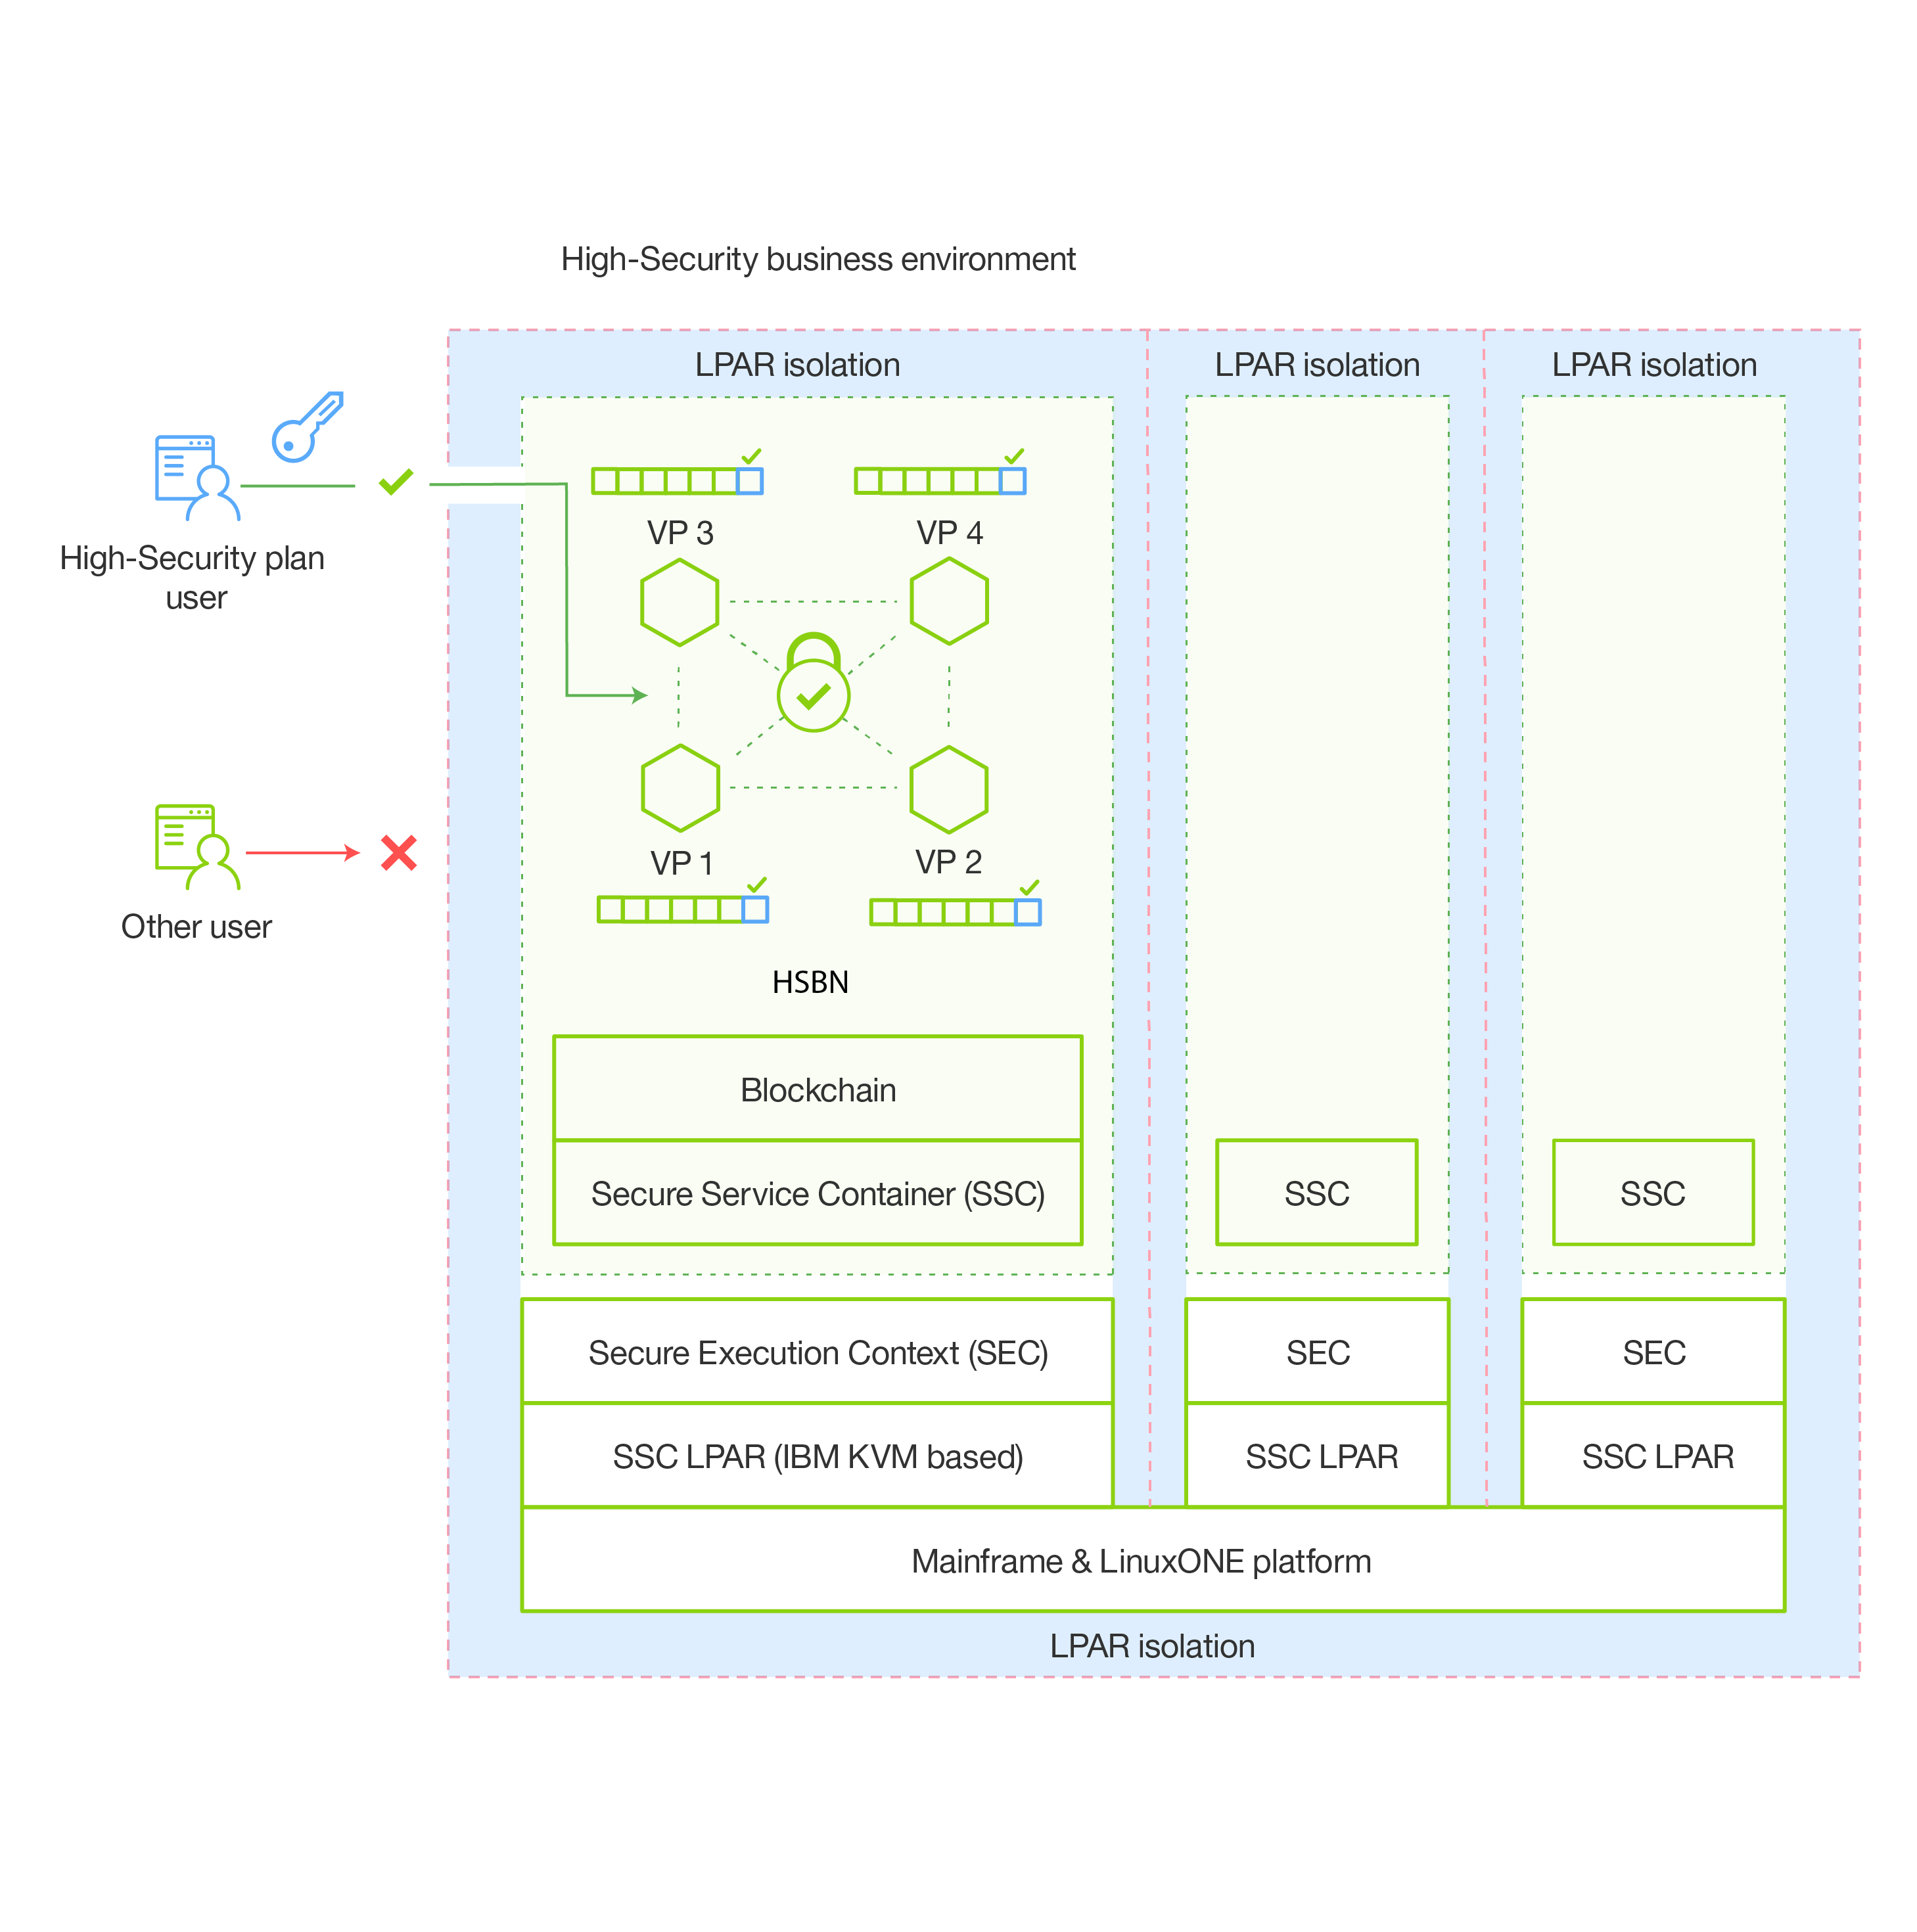 High-Security business environment
LPAR isolation
LPAR isolation
LPAR isolation
High-Security plan
user
VP 3
VP 4
VP 1
VP 2
Other user
HSBN
Blockchain
Secure Service Container (SSC)
SSC
SSC
Secure Execution Context (SEC)
SEC
SEC
SSC LPAR (IBM KVM based)
SSC LPAR
SSC LPAR
Mainframe & LinuxONE platform
LPAR isolation